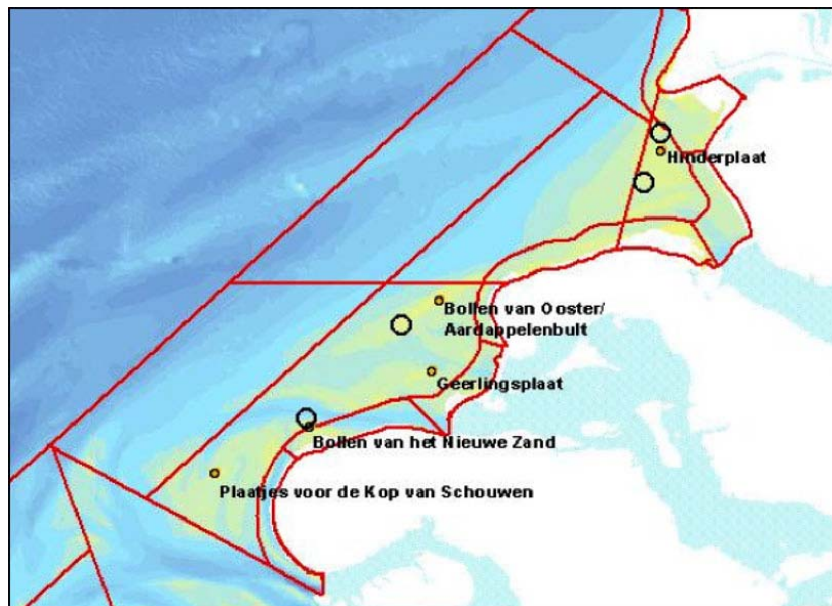 Hinderplaat
Bollen van Ooster/
Aardappelenbult
Geerlingsplaat
Bollen van het Nieuwe Zand
Plaatjes voor de Kop van Schouwen